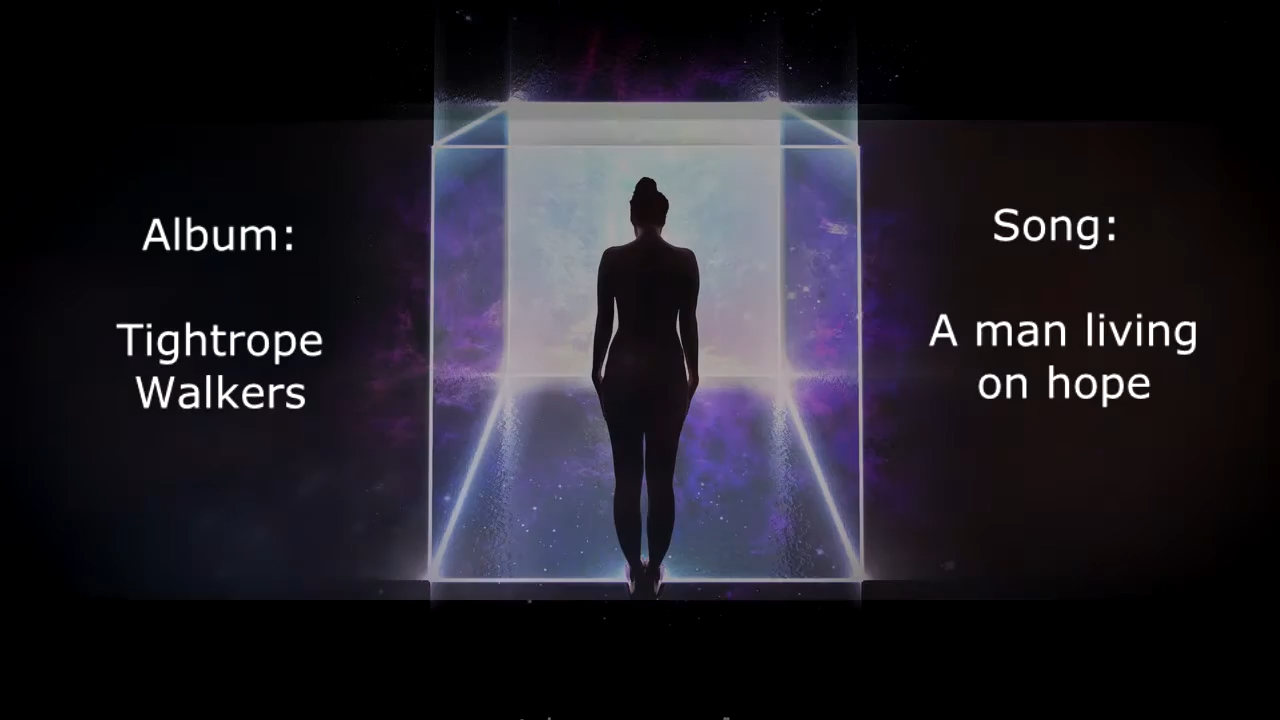 Album:
Tightrope
Walkers
Song:
A man living
on hope